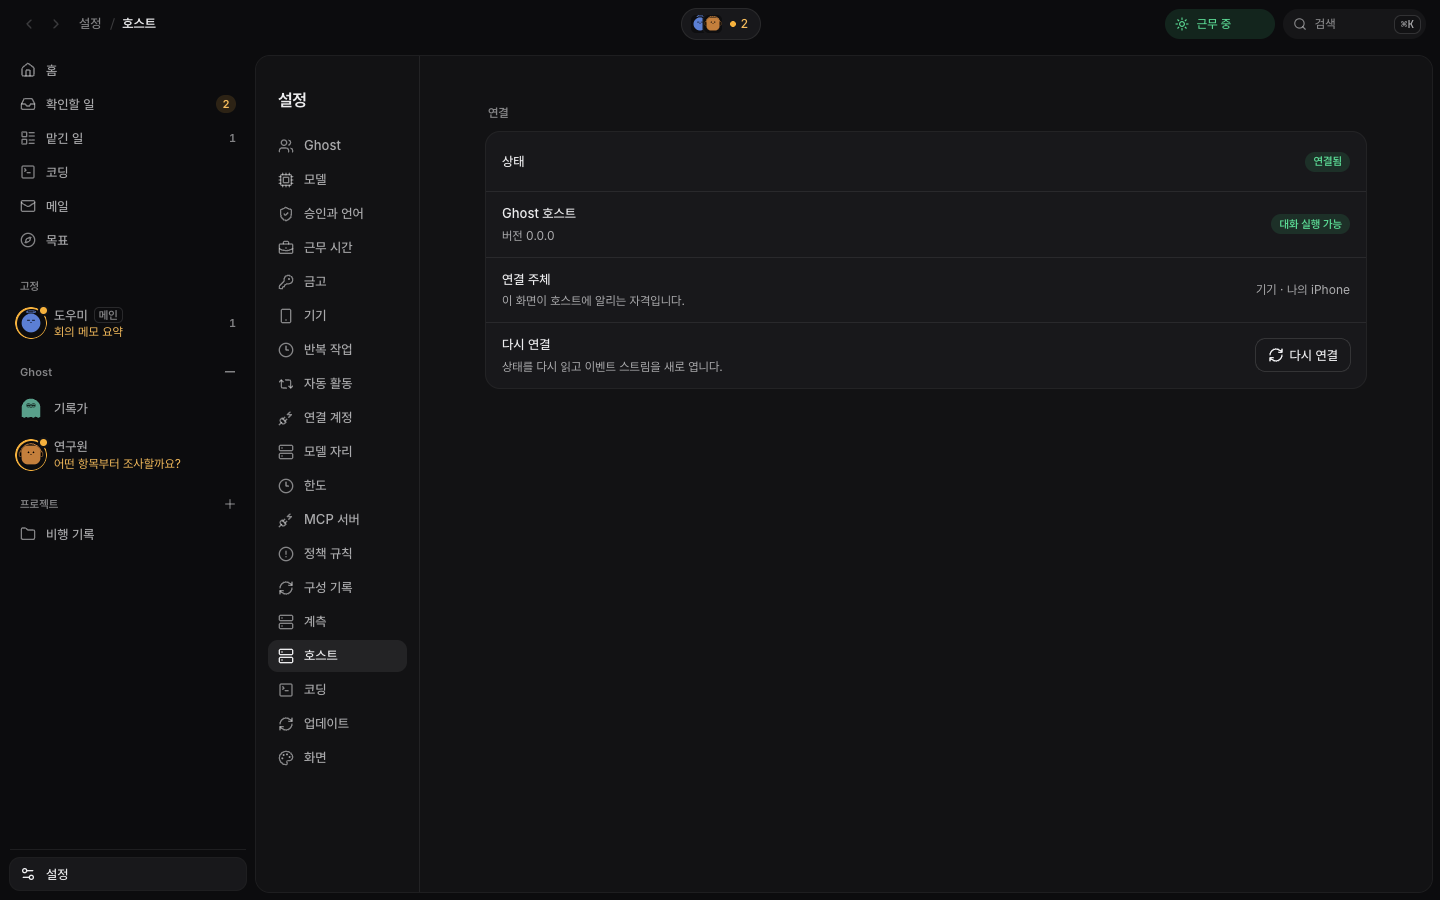 설정 / 호스트
2
근무 중
검색
⌘K
홈
확인할 일
2
맡긴 일
1
코딩
메일
목표
고정
도우미 메인
회의 메모 요약
1
Ghost
기록가
연구원
어떤 항목부터 조사할까요?
프로젝트
비행 기록
설정
설정
Ghost
모델
승인과 언어
근무 시간
금고
기기
반복 작업
자동 활동
연결 계정
모델 자리
한도
MCP 서버
정책 규칙
구성 기록
계측
호스트
코딩
업데이트
화면
연결
상태
연결됨
Ghost 호스트
버전 0.0.0
대화 실행 가능
연결 주체
이 화면이 호스트에 알리는 자격입니다.
기기 · 나의 iPhone
다시 연결
상태를 다시 읽고 이벤트 스트림을 새로 엽니다.
다시 연결